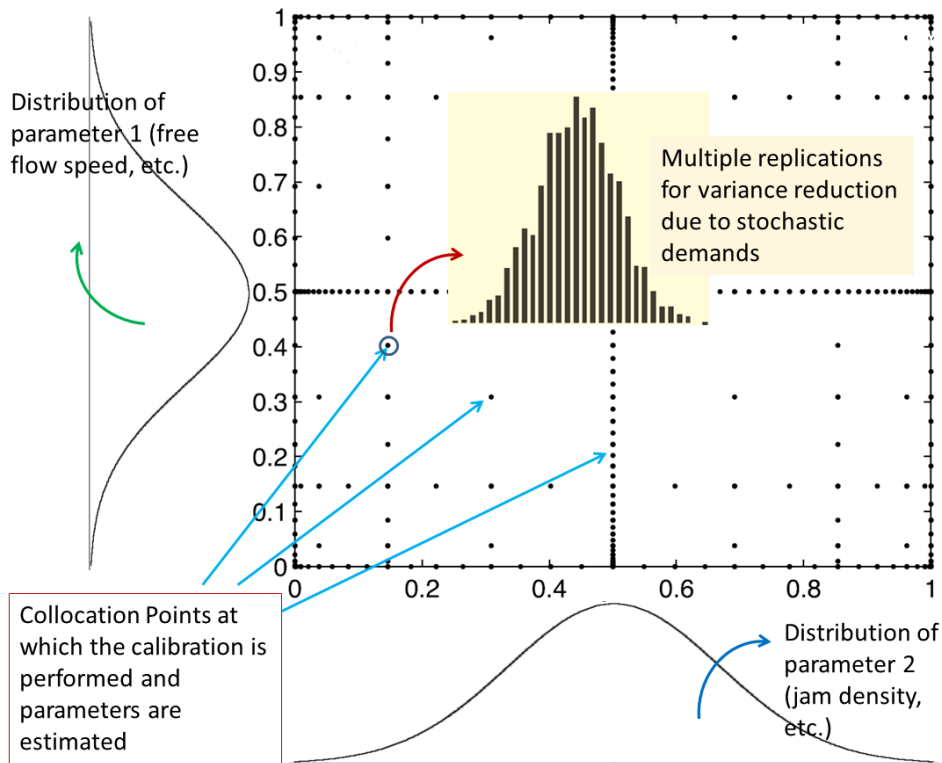 Distribution of
parameter 1 (free
flow speed, etc.)
1
0.9
0.8
0.7
0.6
0.5
0.4
0.3
0.2
0.1
0
0
0.2
0.4
0.6
0.8
1
Multiple replications
for variance reduction
due to stochastic
demands
Collocation Points at
which the calibration is
performed and
parameters are
estimated
Distribution of
parameter 2
(jam density,
etc.)